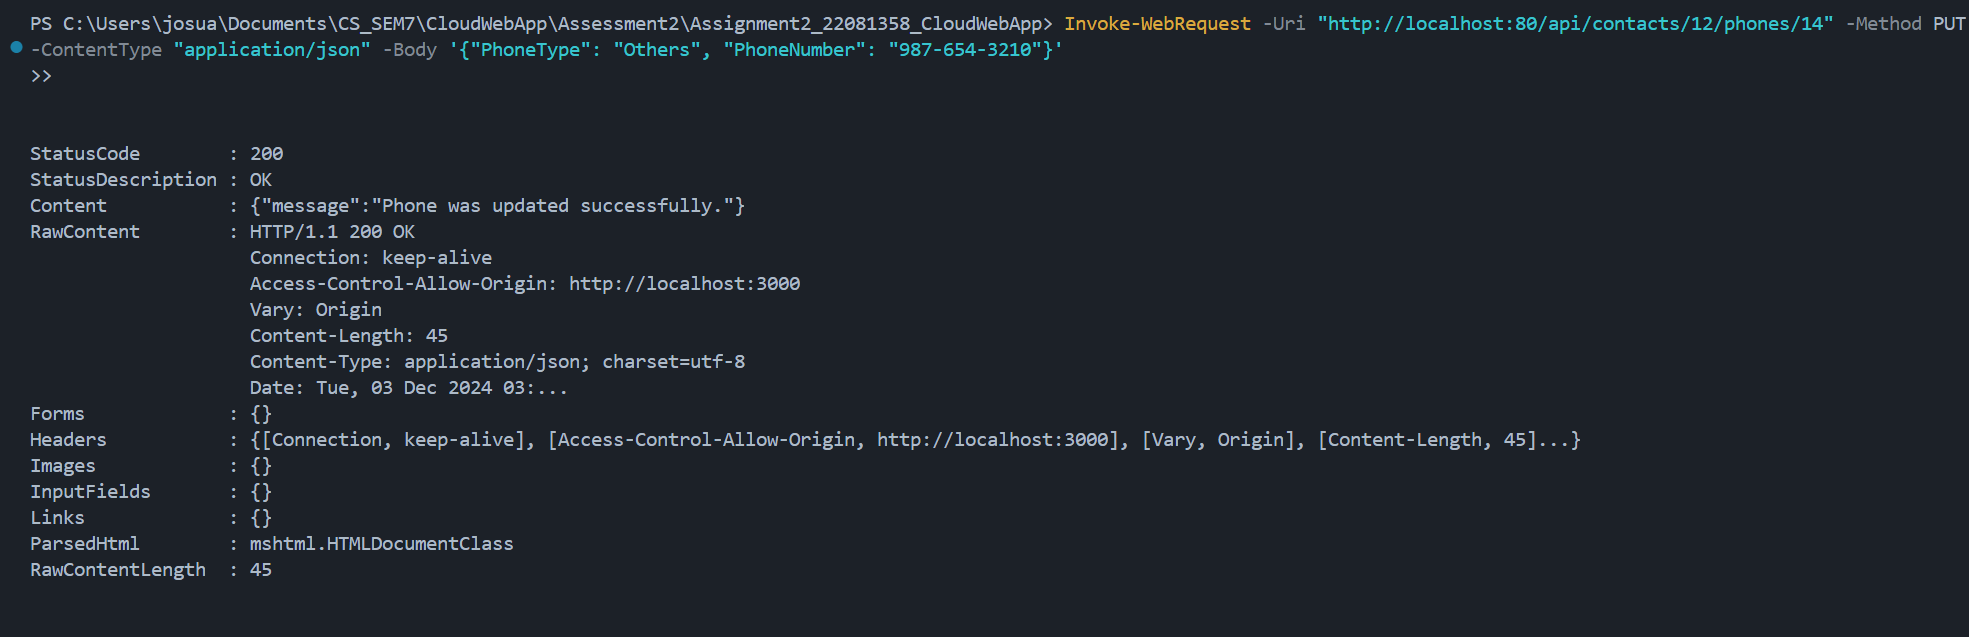 PS C:\Users\josua\Documents\CS_SEM7\CloudWebApp\Assessment2\Assignment2_22081358_CloudWebApp> Invoke-WebRequest -Uri "http://localhost:80/api/contacts/12/phones/14" -Method PUT
-ContentType "application/json" -Body '{"PhoneType": "Others", "PhoneNumber": "987-654-3210"}'
>>
StatusCode        : 200
StatusDescription : OK
Content           : {"message":"Phone was updated successfully."}
RawContent        : HTTP/1.1 200 OK
                    Connection: keep-alive
                    Access-Control-Allow-Origin: http://localhost:3000
                    Vary: Origin
                    Content-Length: 45
                    Content-Type: application/json; charset=utf-8
                    Date: Tue, 03 Dec 2024 03:...
Forms             : {}
Headers           : {[Connection, keep-alive], [Access-Control-Allow-Origin, http://localhost:3000], [Vary, Origin], [Content-Length, 45]...}
Images            : {}
InputFields       : {}
Links             : {}
ParsedHtml        : mshtml.HTMLDocumentClass
RawContentLength  : 45